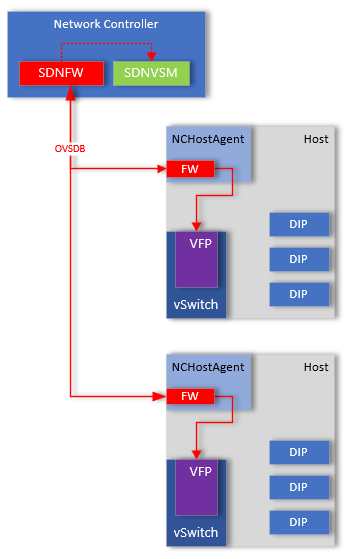 Network Controller
SDNFW
SDNVSM
OVSDB
NCHostAgent
Host
FW
DIP
VFP
DIP
DIP
vSwitch
NCHostAgent
Host
FW
DIP
VFP
DIP
DIP
vSwitch